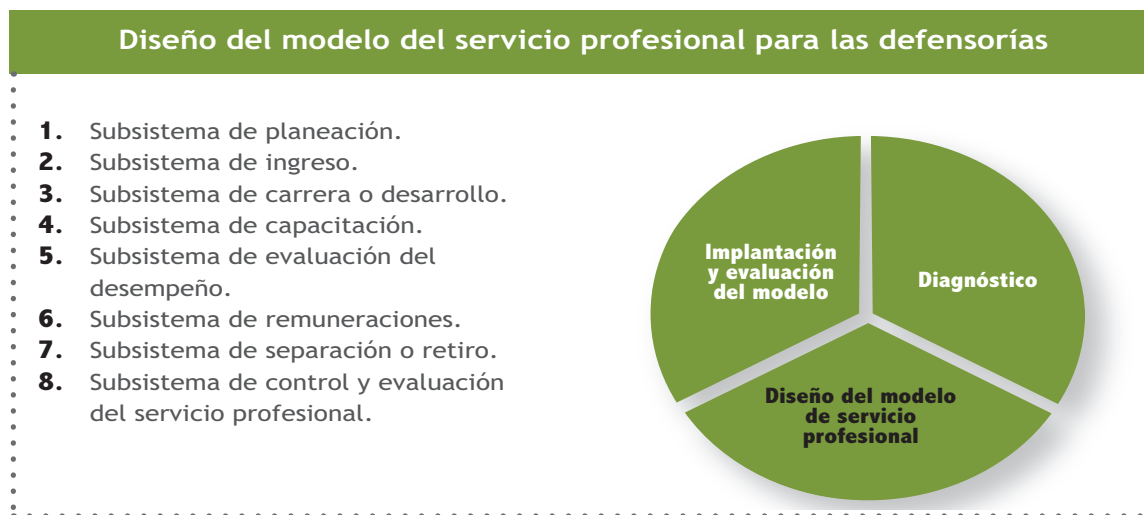 Diseño del modelo del servicio profesional para las defensorías
1. Subsistema de planeación.
2. Subsistema de ingreso.
3. Subsistema de carrera o desarrollo.
4. Subsistema de capacitación.
5. Subsistema de evaluación del
desempeño.
6. Subsistema de remuneraciones.
7. Subsistema de separación o retiro.
8. Subsistema de control y evaluación
del servicio profesional.
Implantación
y evaluación
del modelo
Diagnóstico
Diseño del modelo
de servicio
profesional